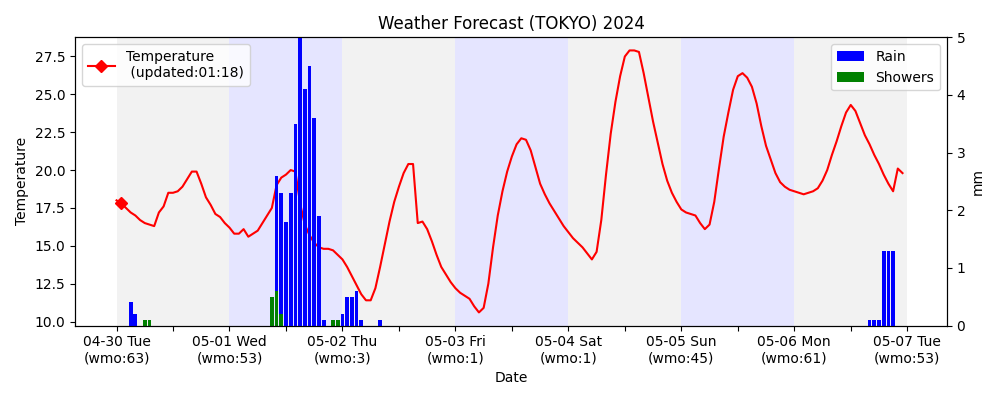 Weather Forecast (TOKYO) 2024
Temperature
(updated:01:18)
Rain
Showers
Temperature
27.5
25.0
22.5
20.0
17.5
15.0
12.5
10.0
5
4
3
2
1
0
mm
04-30 Tue
(wmo:63)
05-01 Wed
(wmo:53)
05-02 Thu
(wmo:3)
05-03 Fri
(wmo:1)
05-04 Sat
(wmo:1)
05-05 Sun
(wmo:45)
05-06 Mon
(wmo:61)
05-07 Tue
(wmo:53)
Date